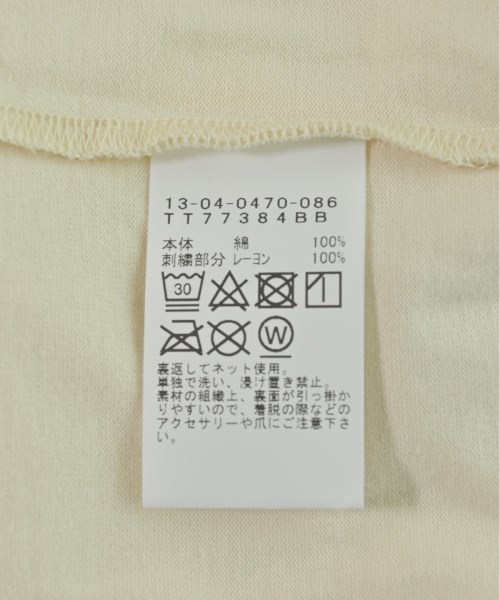 13-04-0470-086
TT77384BB
本体 綿 100%
刺繍部分 レーヨン 100%
30
W
裏返してネット使用。
単独で洗い、浸け置き禁止。
素材の組織上、裏面が引っ掛か
りやすいので、着脱の際などの
アクセサリーや爪にご注意下さ
い。